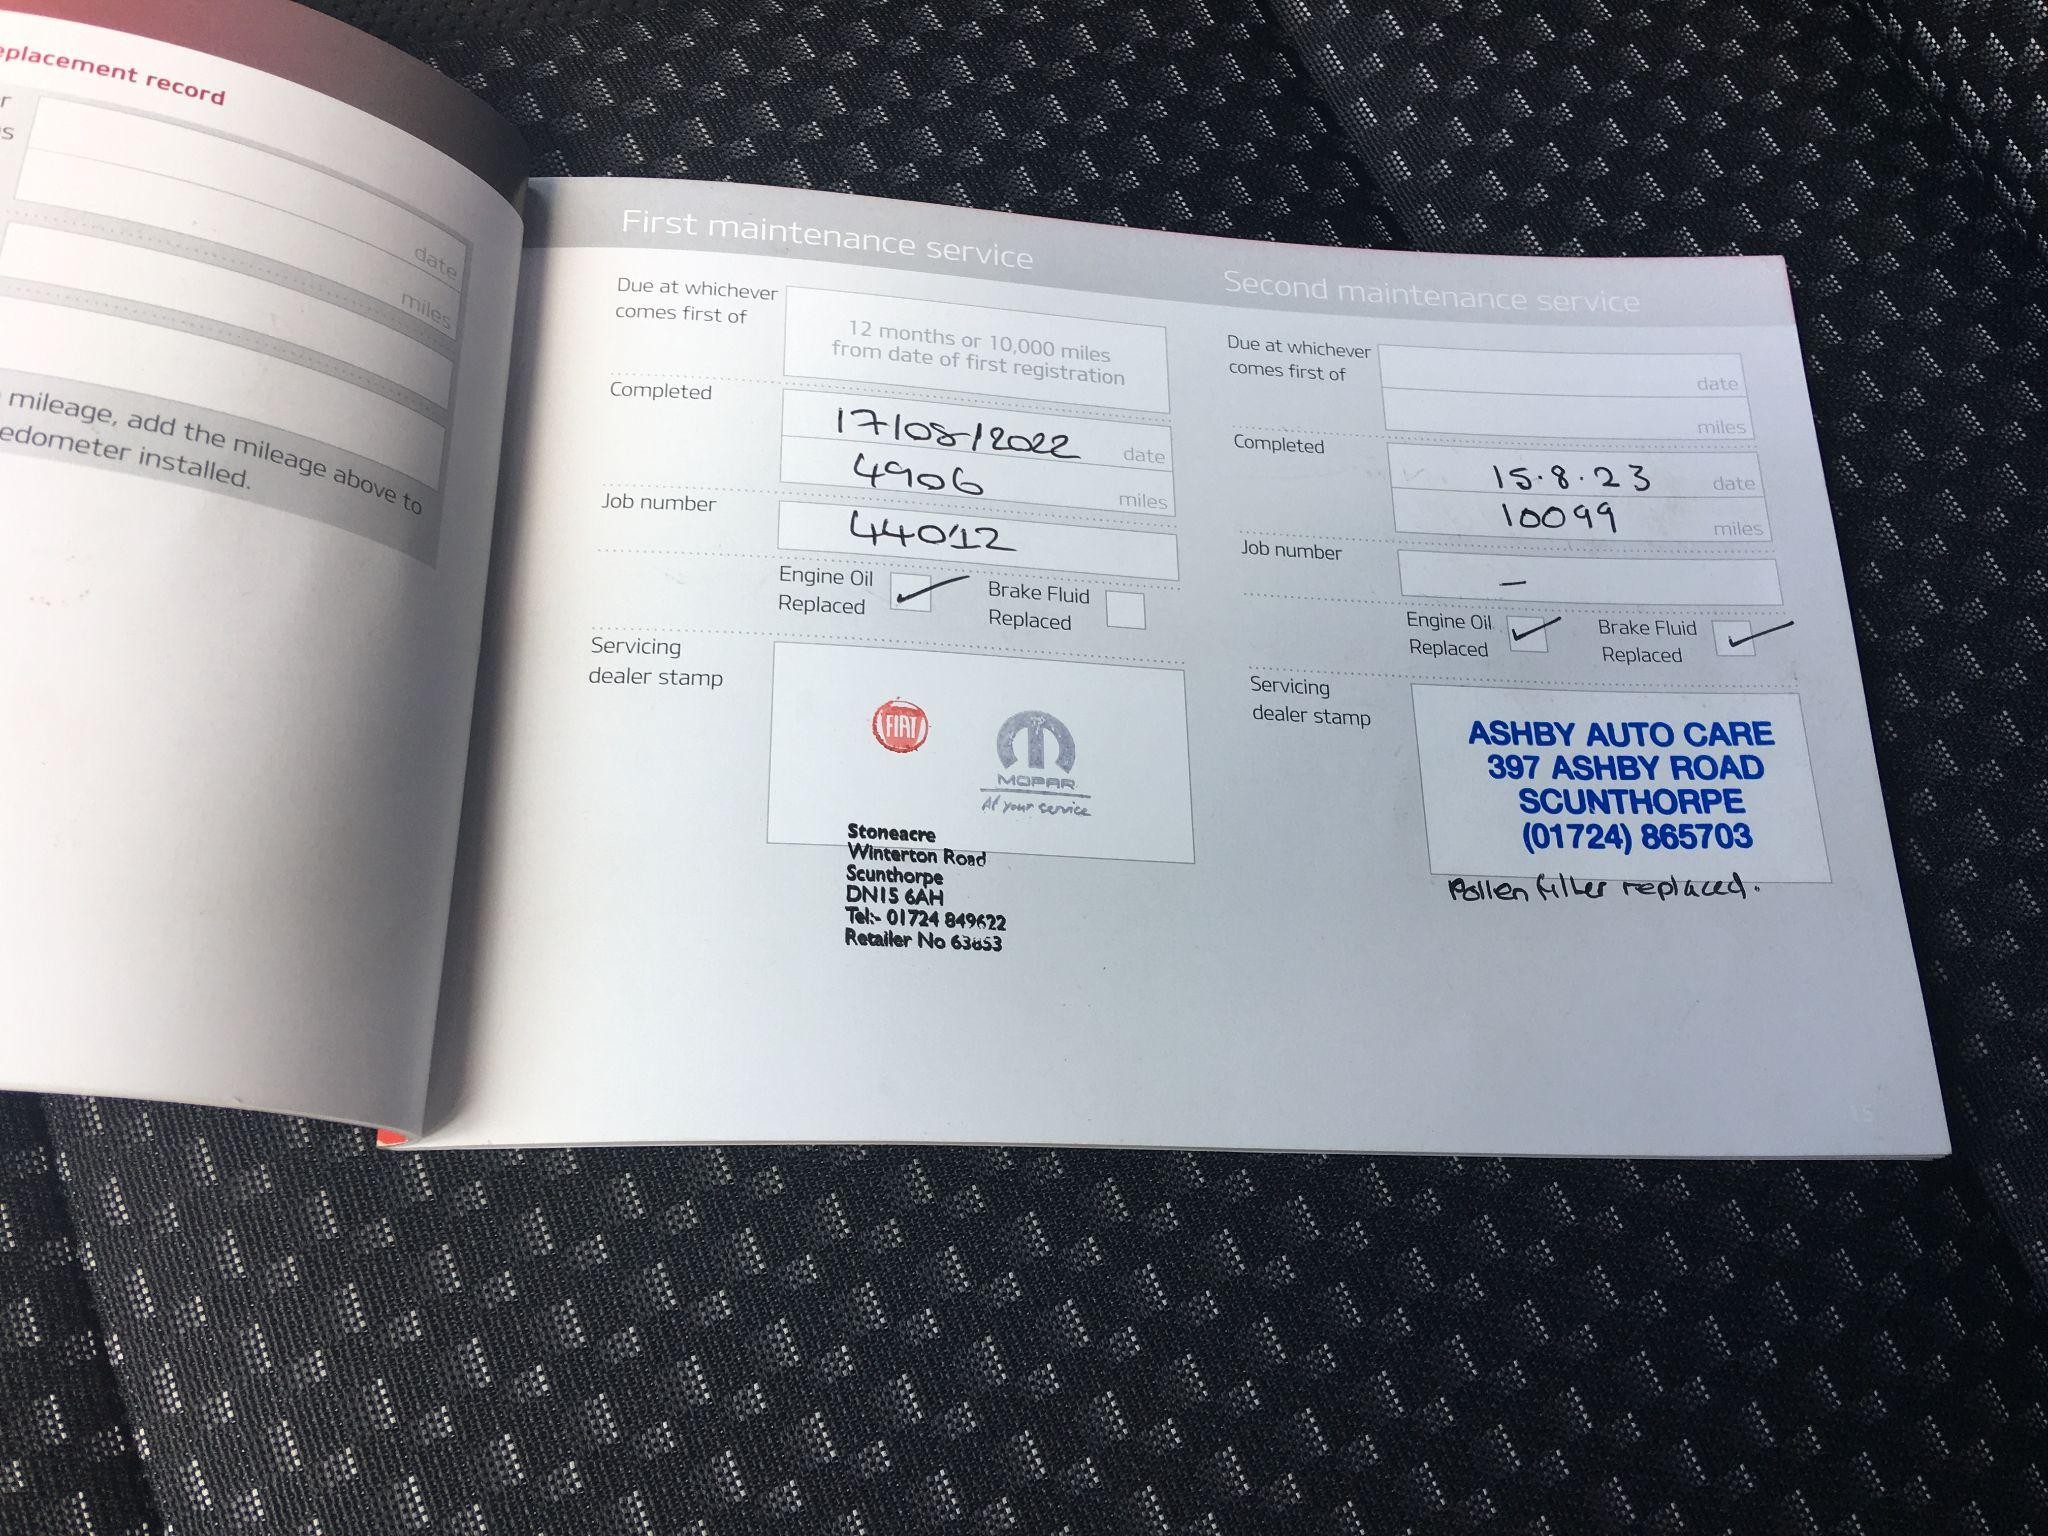 eplacement record
r
s
date
miles
mileage, add the mileage above to
edometer installed.
First maintenance service
Due at whichever
comes first of
12 months or 10,000 miles
from date of first registration
Completed
17/08/2022 date
4906 miles
Job number
44012
Engine Oil
Replaced
Brake Fluid
Replaced
Servicing
dealer stamp
FIAT
MOPAR
At your service
Stoneacre
Winterton Road
Scunthorpe
DN15 6AH
Tel:- 01724 849622
Retailer No 63853
Second maintenance service
Due at whichever
comes first of
date
miles
Completed
15.8.23 date
10099 miles
Job number
–
Engine Oil
Replaced
Brake Fluid
Replaced
Servicing
dealer stamp
ASHBY AUTO CARE
397 ASHBY ROAD
SCUNTHORPE
(01724) 865703
Pollen filter replaced.
15